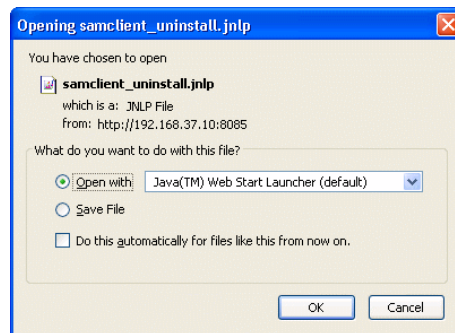 Opening samclient_uninstall.jnlp
You have chosen to open
samclient_uninstall.jnlp
which is a: JNLP File
from: http://192.168.37.10:8085
What do you want to do with this file?
Open with Java(TM) Web Start Launcher (default)
Save File
Do this automatically for files like this from now on.
OK Cancel